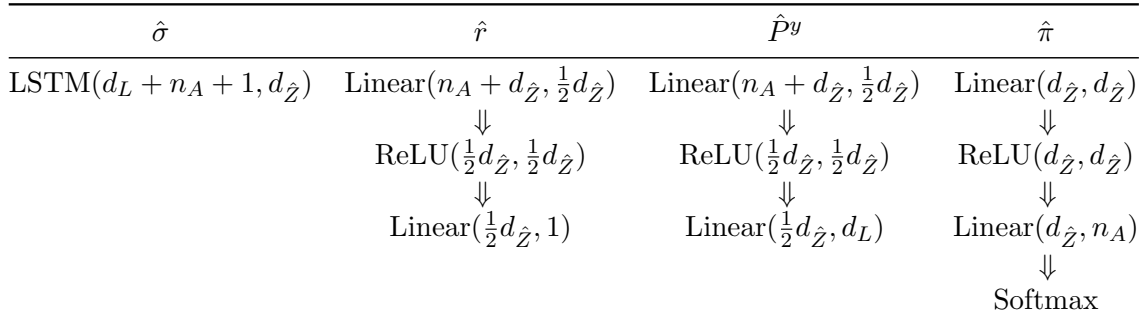 σ̂ r̂ P̂^y π̂
LSTM(d_L + n_A + 1, d_Ẑ) Linear(n_A + d_Ẑ, ½d_Ẑ) Linear(n_A + d_Ẑ, ½d_Ẑ) Linear(d_Ẑ, d_Ẑ)
⇓ ⇓ ⇓
ReLU(½d_Ẑ, ½d_Ẑ) ReLU(½d_Ẑ, ½d_Ẑ) ReLU(d_Ẑ, d_Ẑ)
⇓ ⇓ ⇓
Linear(½d_Ẑ, 1) Linear(½d_Ẑ, d_L) Linear(d_Ẑ, n_A)
⇓
Softmax